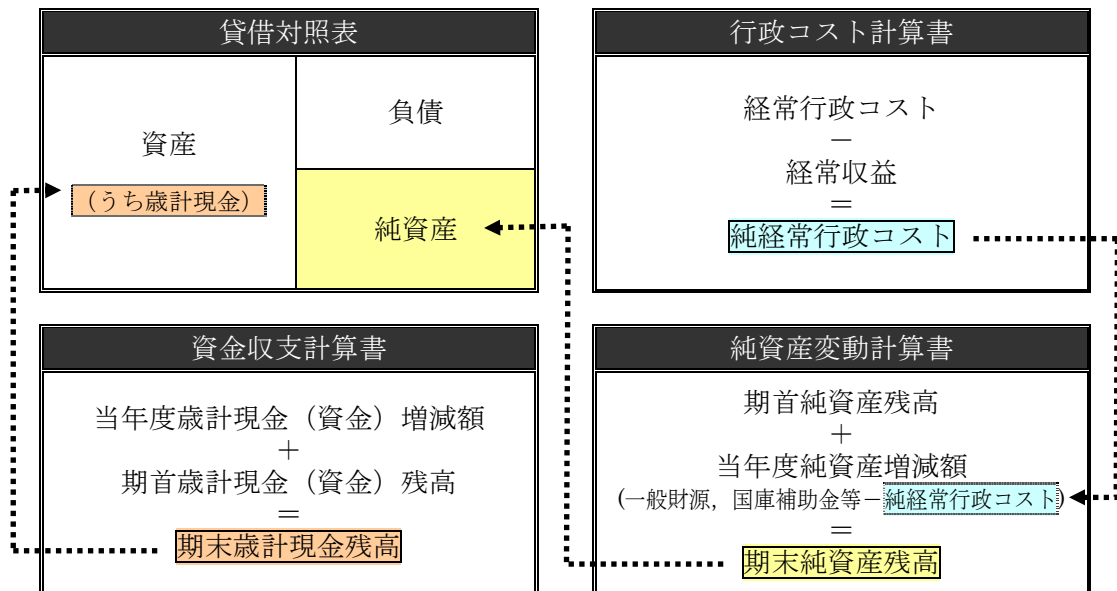 貸借対照表
資産
(うち歳計現金)
負債
純資産
行政コスト計算書
経常行政コスト
－
経常収益
＝
純経常行政コスト
資金収支計算書
当年度歳計現金（資金）増減額
＋
期首歳計現金（資金）残高
＝
期末歳計現金残高
純資産変動計算書
期首純資産残高
＋
当年度純資産増減額
(一般財源，国庫補助金等－純経常行政コスト)
＝
期末純資産残高